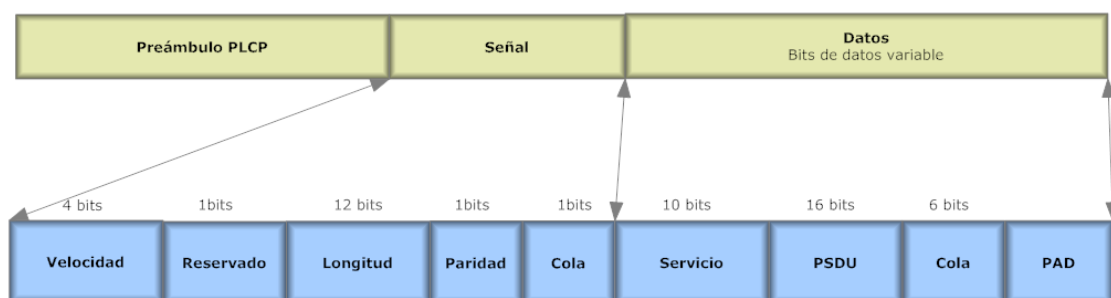 Preámbulo PLCP
Señal
Datos
Bits de datos variable
4 bits
1bits
12 bits
1bits
1bits
10 bits
16 bits
6 bits
Velocidad
Reservado
Longitud
Paridad
Cola
Servicio
PSDU
Cola
PAD